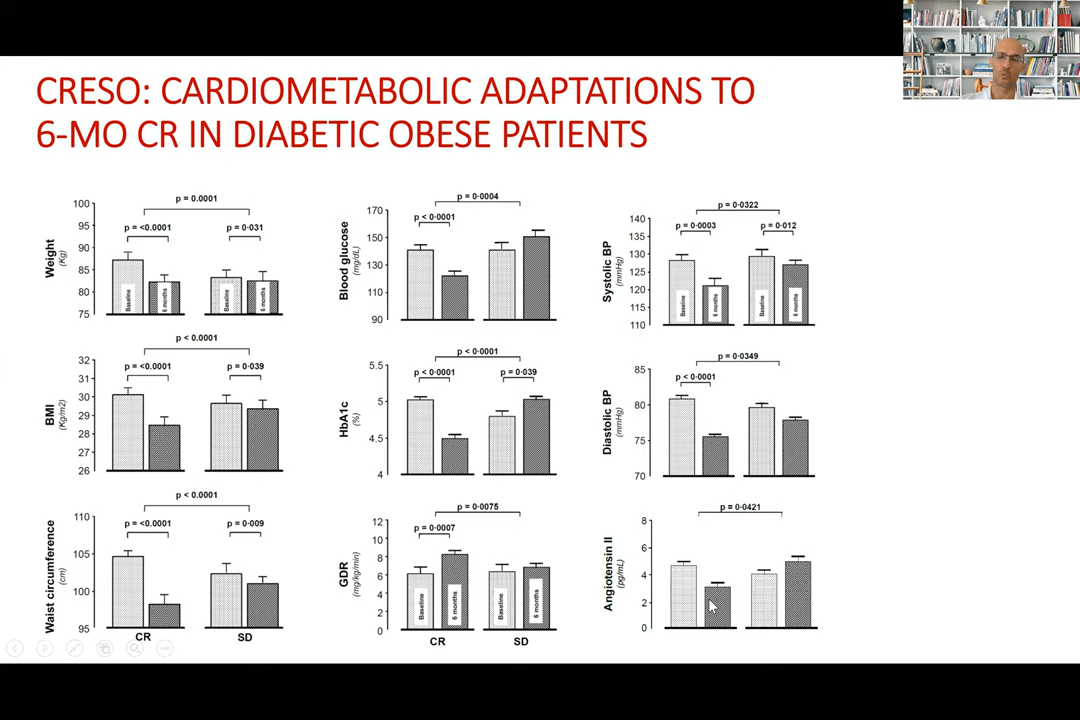 CRESO: CARDIOMETABOLIC ADAPTATIONS TO
6-MO CR IN DIABETIC OBESE PATIENTS
Weight
(Kg)
100
95
90
85
80
75
p = 0.0001
p = <0.0001
p = 0·031
Baseline
6 months
Baseline
6 months
BMI
(Kg/m2)
32
31
30
29
28
27
26
p < 0.0001
p = <0.0001
p = 0·039
Waist circumference
(cm)
110
105
100
95
p < 0.0001
p = <0.0001
p = 0·009
CR
SD
Blood glucose
(mg/dL)
170
150
130
110
90
p = 0·0004
p < 0·0001
HbA1c
(%)
5.5
5
4.5
4
p < 0·0001
p < 0·0001
p = 0·039
GDR
(mg/kg/min)
12
10
8
6
4
2
0
p = 0·0075
p = 0·0007
Baseline
6 months
Baseline
6 months
CR
SD
Systolic BP
(mmHg)
140
135
130
125
120
115
110
p = 0·0322
p = 0·0003
p = 0·012
Baseline
6 months
Baseline
6 months
Diastolic BP
(mmHg)
85
80
75
70
p = 0·0349
p < 0·0001
Angiotensin II
(pg/mL)
8
6
4
2
0
p = 0·0421